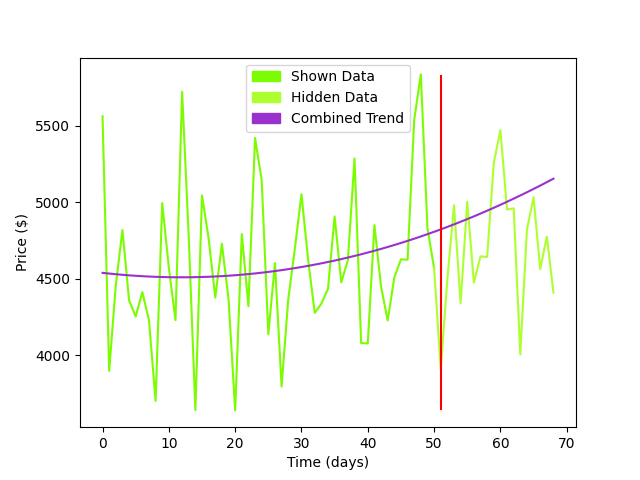 Shown Data
Hidden Data
Combined Trend
Price ($)
5500
5000
4500
4000
0 10 20 30 40 50 60 70
Time (days)